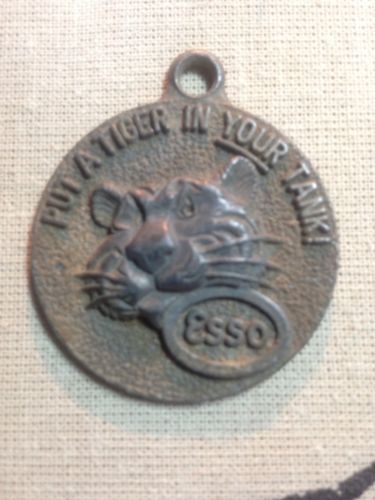 PUT A TIGER IN YOUR TANK!
Esso